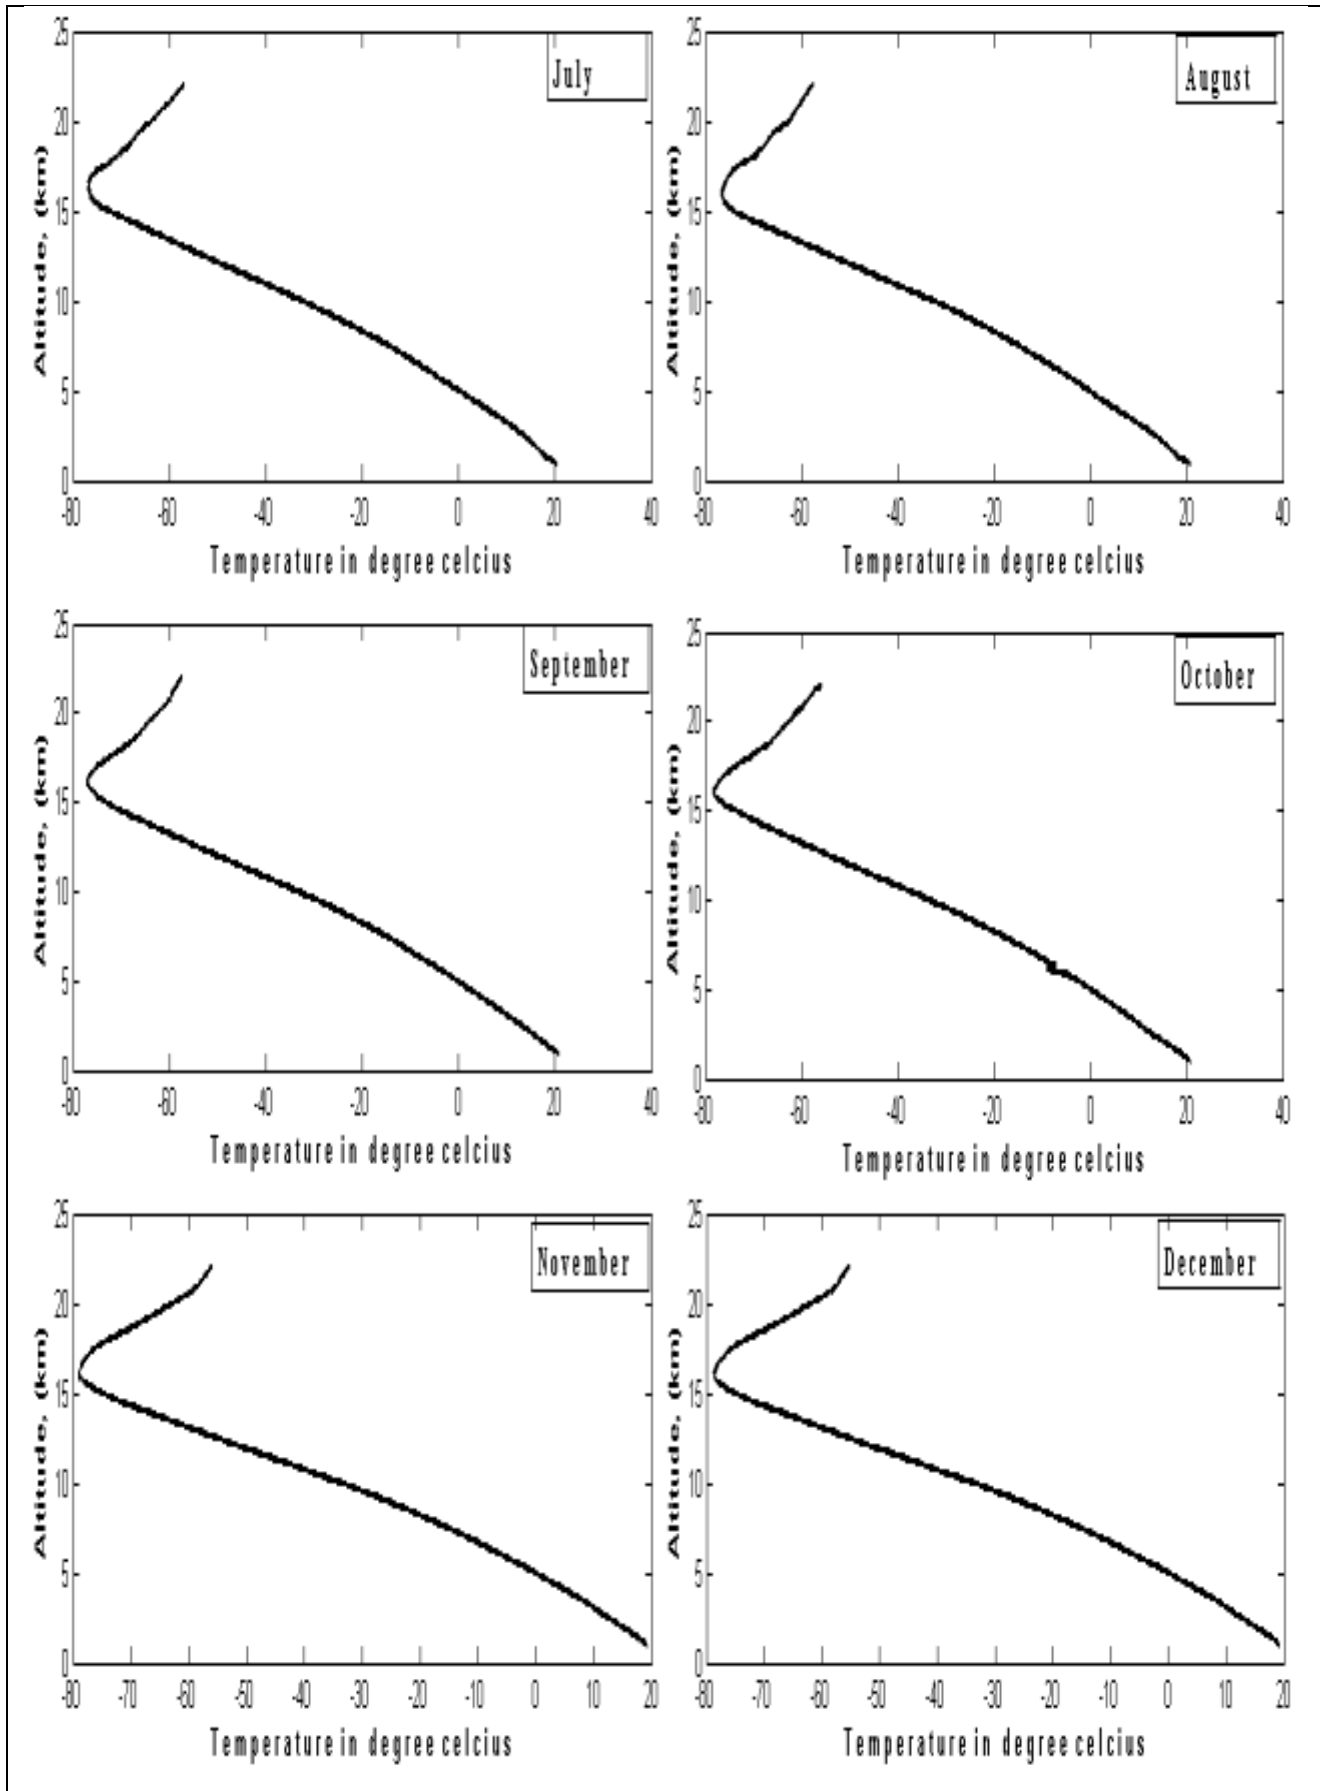 25
20
15
10
5
0
Altitude, (km)
July
-80 -60 -40 -20 0 20 40
Temperature in degree celcius
25
20
15
10
5
0
Altitude, (km)
August
-80 -60 -40 -20 0 20 40
Temperature in degree celcius
25
20
15
10
5
0
Altitude, (km)
September
-80 -60 -40 -20 0 20 40
Temperature in degree celcius
25
20
15
10
5
0
Altitude, (km)
October
-80 -60 -40 -20 0 20 40
Temperature in degree celcius
25
20
15
10
5
0
Altitude, (km)
November
-80 -70 -60 -50 -40 -30 -20 -10 0 10 20
Temperature in degree celcius
25
20
15
10
5
0
Altitude, (km)
December
-80 -70 -60 -50 -40 -30 -20 -10 0 10 20
Temperature in degree celcius